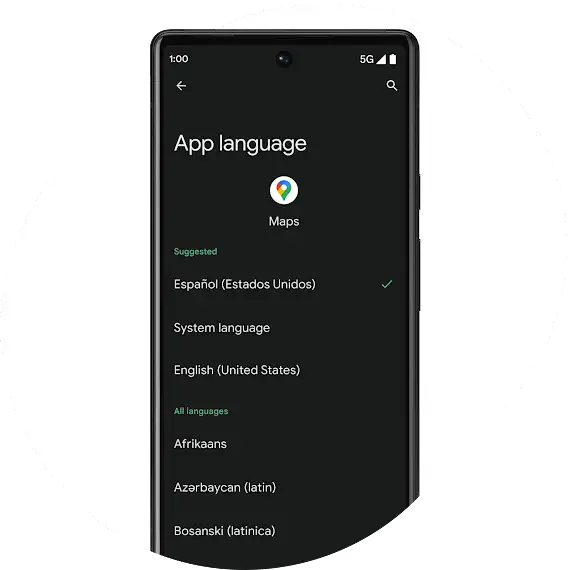 1:00
5G
App language
Maps
Suggested
Español (Estados Unidos)
System language
English (United States)
All languages
Afrikaans
Azərbaycan (latin)
Bosanski (latinica)